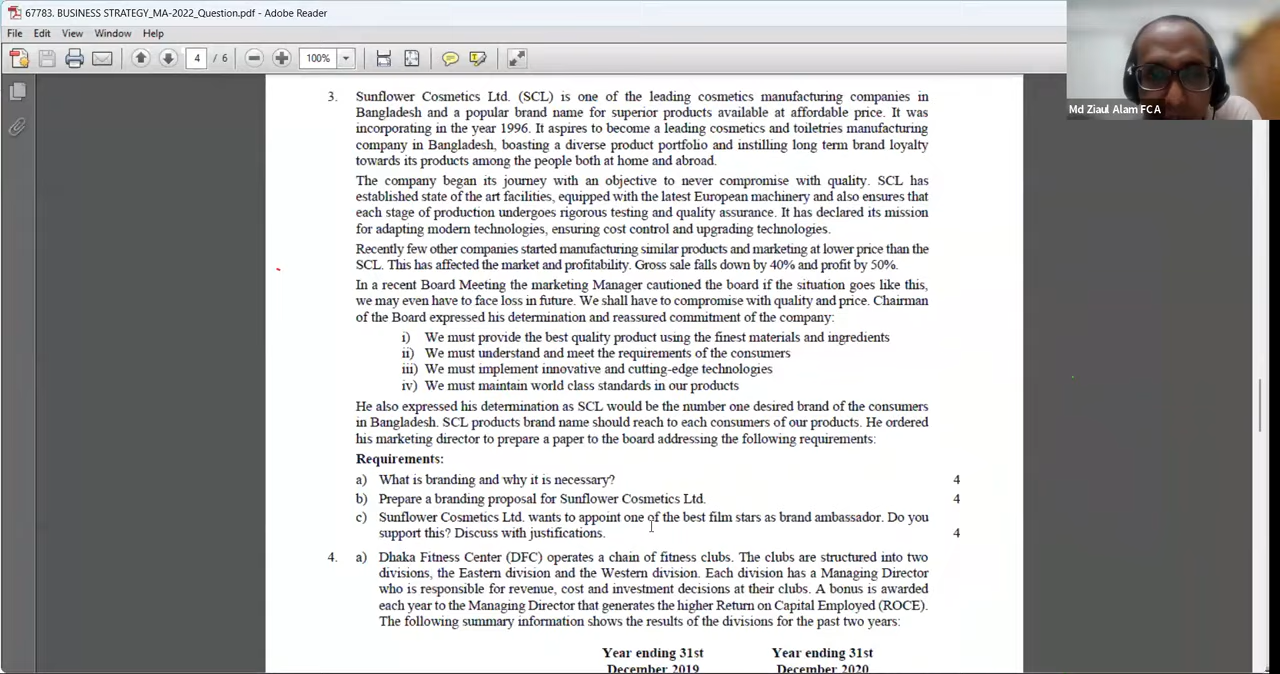 67783. BUSINESS STRATEGY_MA-2022_Question.pdf - Adobe Reader
File Edit View Window Help
4 / 6 100%
Md Ziaul Alam FCA
3. Sunflower Cosmetics Ltd. (SCL) is one of the leading cosmetics manufacturing companies in
Bangladesh and a popular brand name for superior products available at affordable price. It was
incorporating in the year 1996. It aspires to become a leading cosmetics and toiletries manufacturing
company in Bangladesh, boasting a diverse product portfolio and instilling long term brand loyalty
towards its products among the people both at home and abroad.
The company began its journey with an objective to never compromise with quality. SCL has
established state of the art facilities, equipped with the latest European machinery and also ensures that
each stage of production undergoes rigorous testing and quality assurance. It has declared its mission
for adapting modern technologies, ensuring cost control and upgrading technologies.
Recently few other companies started manufacturing similar products and marketing at lower price than the
SCL. This has affected the market and profitability. Gross sale falls down by 40% and profit by 50%.
In a recent Board Meeting the marketing Manager cautioned the board if the situation goes like this,
we may even have to face loss in future. We shall have to compromise with quality and price. Chairman
of the Board expressed his determination and reassured commitment of the company:
i) We must provide the best quality product using the finest materials and ingredients
ii) We must understand and meet the requirements of the consumers
iii) We must implement innovative and cutting-edge technologies
iv) We must maintain world class standards in our products
He also expressed his determination as SCL would be the number one desired brand of the consumers
in Bangladesh. SCL products brand name should reach to each consumers of our products. He ordered
his marketing director to prepare a paper to the board addressing the following requirements:
Requirements:
a) What is branding and why it is necessary? 4
b) Prepare a branding proposal for Sunflower Cosmetics Ltd. 4
c) Sunflower Cosmetics Ltd. wants to appoint one of the best film stars as brand ambassador. Do you
support this? Discuss with justifications. 4
4. a) Dhaka Fitness Center (DFC) operates a chain of fitness clubs. The clubs are structured into two
divisions, the Eastern division and the Western division. Each division has a Managing Director
who is responsible for revenue, cost and investment decisions at their clubs. A bonus is awarded
each year to the Managing Director that generates the higher Return on Capital Employed (ROCE).
The following summary information shows the results of the divisions for the past two years:
Year ending 31st Year ending 31st
December 2019 December 2020